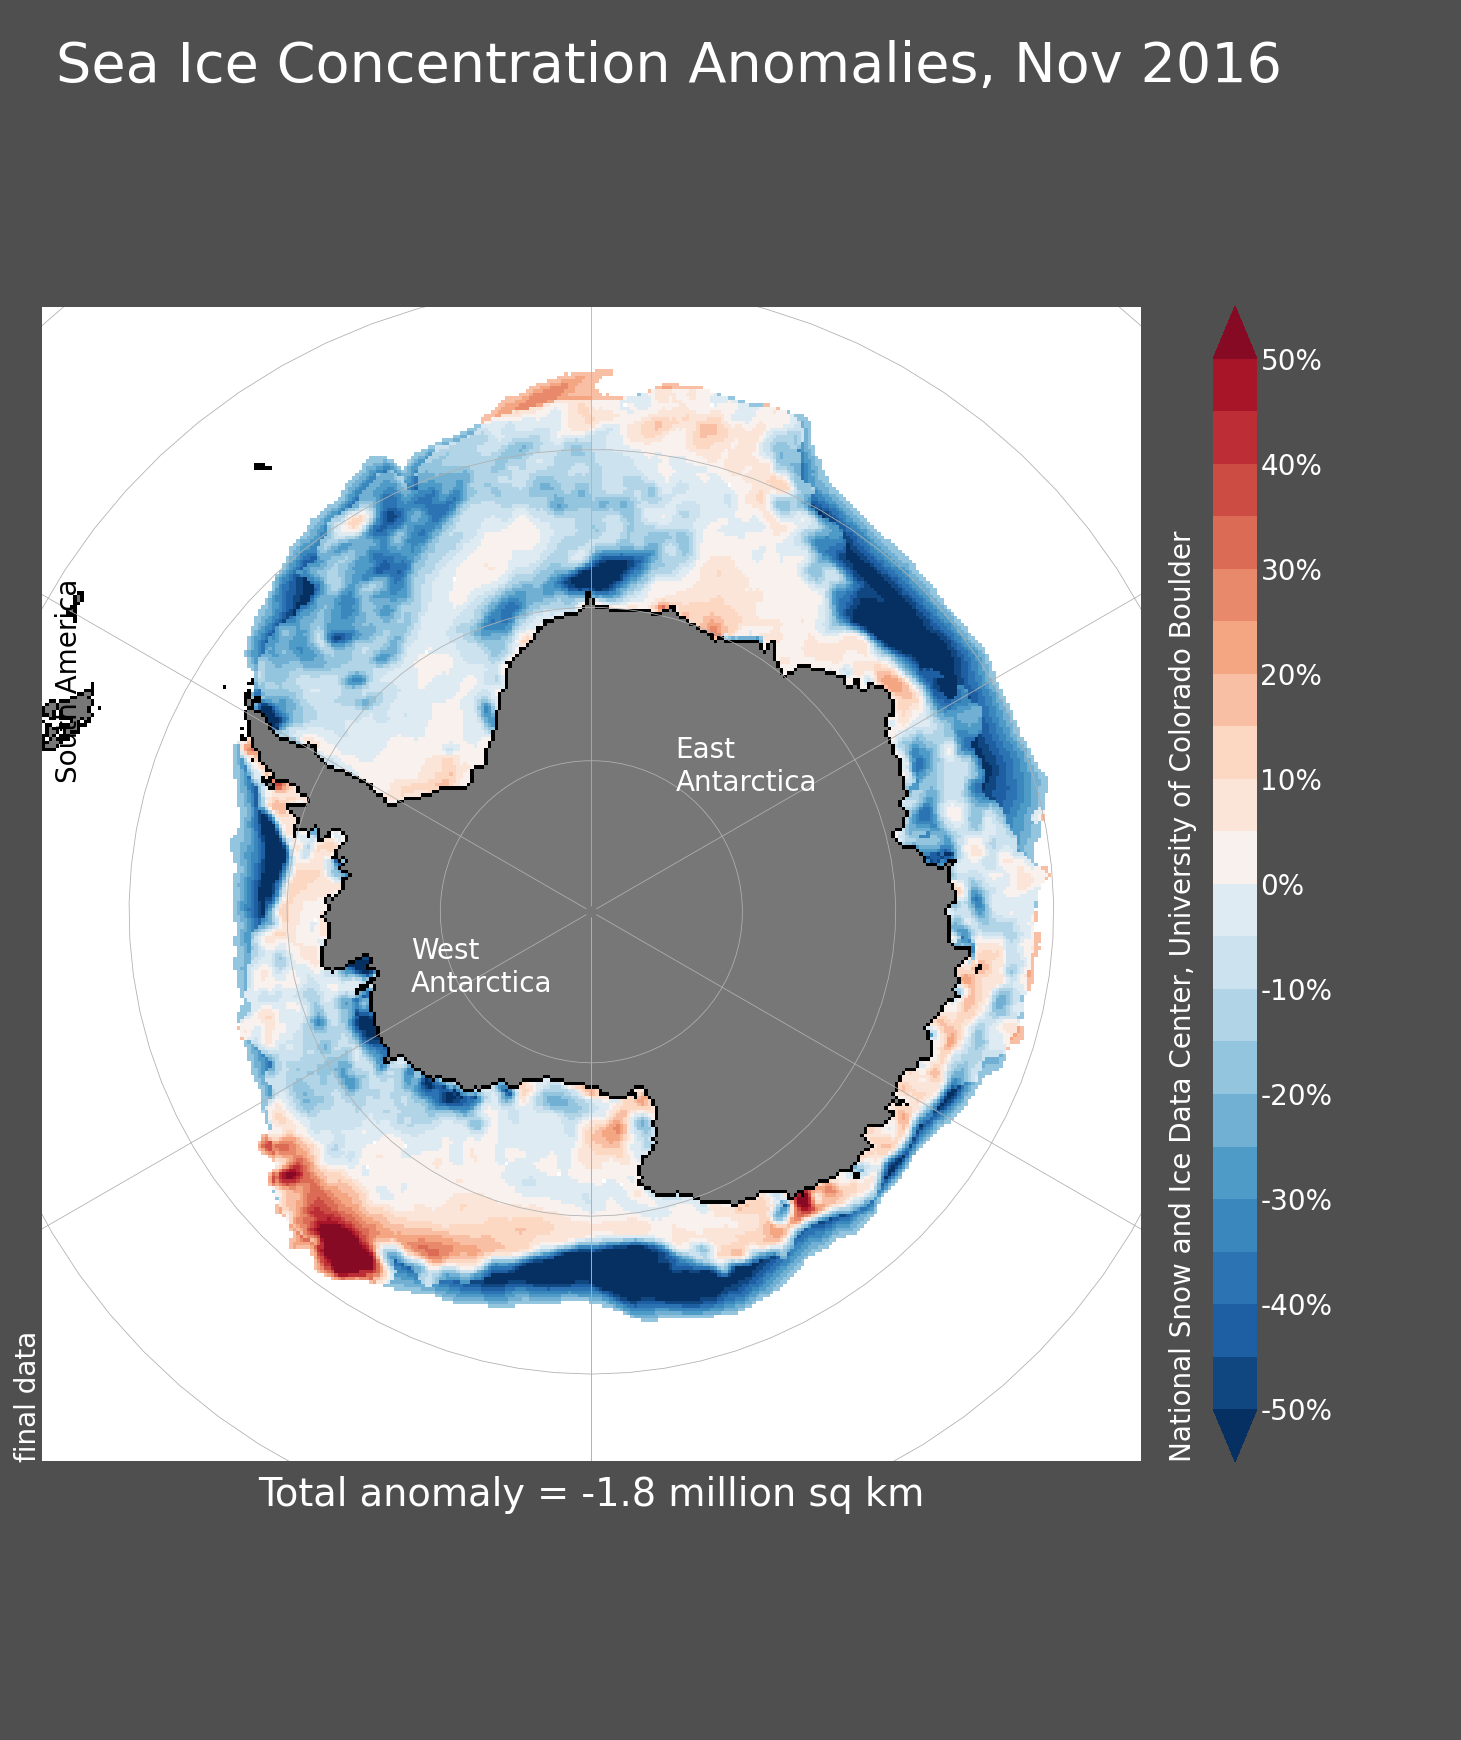 Sea Ice Concentration Anomalies, Nov 2016
South America
East
Antarctica
West
Antarctica
final data
National Snow and Ice Data Center, University of Colorado Boulder
50%
40%
30%
20%
10%
0%
-10%
-20%
-30%
-40%
-50%
Total anomaly = -1.8 million sq km